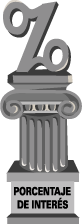 %
PORCENTAJE
DE INTERÉS